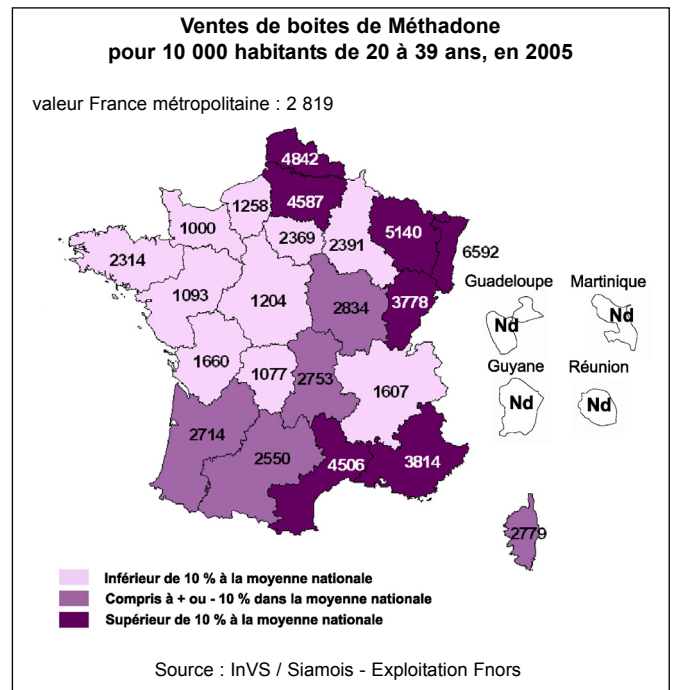 Ventes de boites de Méthadone
pour 10 000 habitants de 20 à 39 ans, en 2005
valeur France métropolitaine : 2 819
4842
1258
4587
1000
2369
2391
5140
6592
2314
Guadeloupe
Martinique
1093
1204
2834
3778
Nd
Nd
Guyane
Réunion
1660
1077
2753
1607
Nd
Nd
2714
2550
4506
3814
2779
Inférieur de 10 % à la moyenne nationale
Compris à + ou - 10 % dans la moyenne nationale
Supérieur de 10 % à la moyenne nationale
Source : InVS / Siamois - Exploitation Fnors